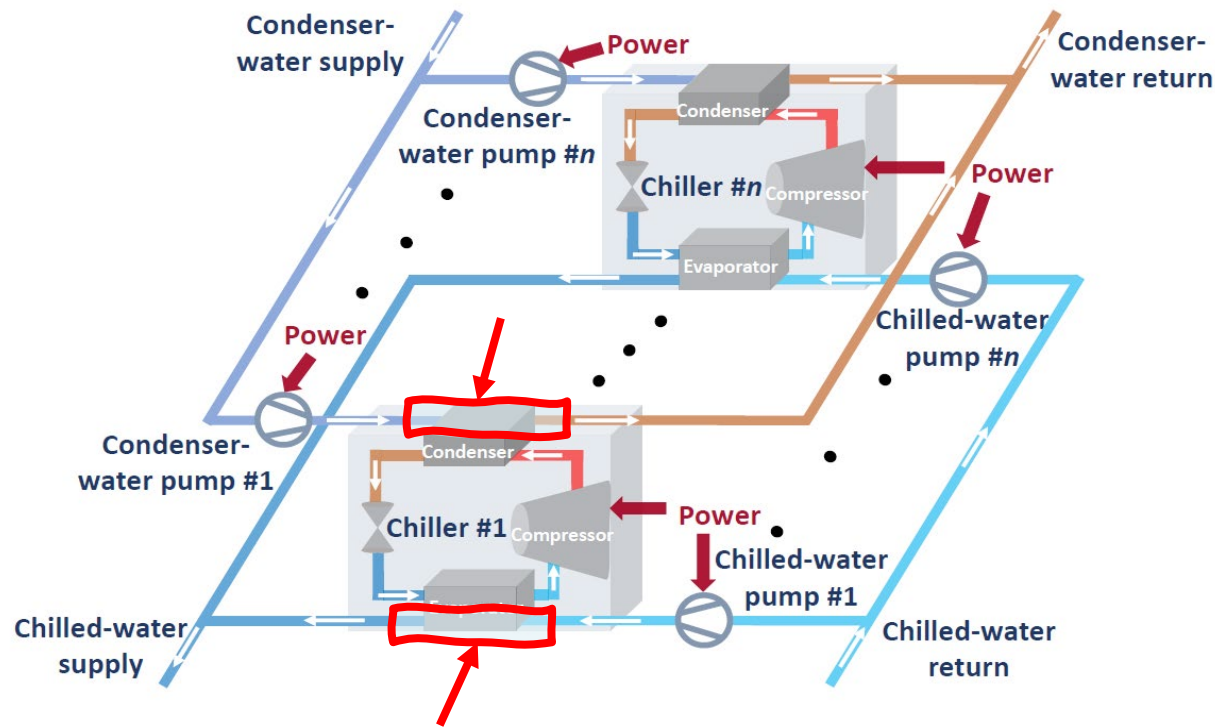 Condenser-
water supply
Power
Condenser-
water return
Condenser
Condenser-
water pump #n
Chiller #n
Compressor
Power
Evaporator
Chilled-water
pump #n
Power
Condenser-
water pump #1
Condenser
Chiller #1
Compressor
Power
Chilled-water
pump #1
Chilled-water
supply
Chilled-water
return